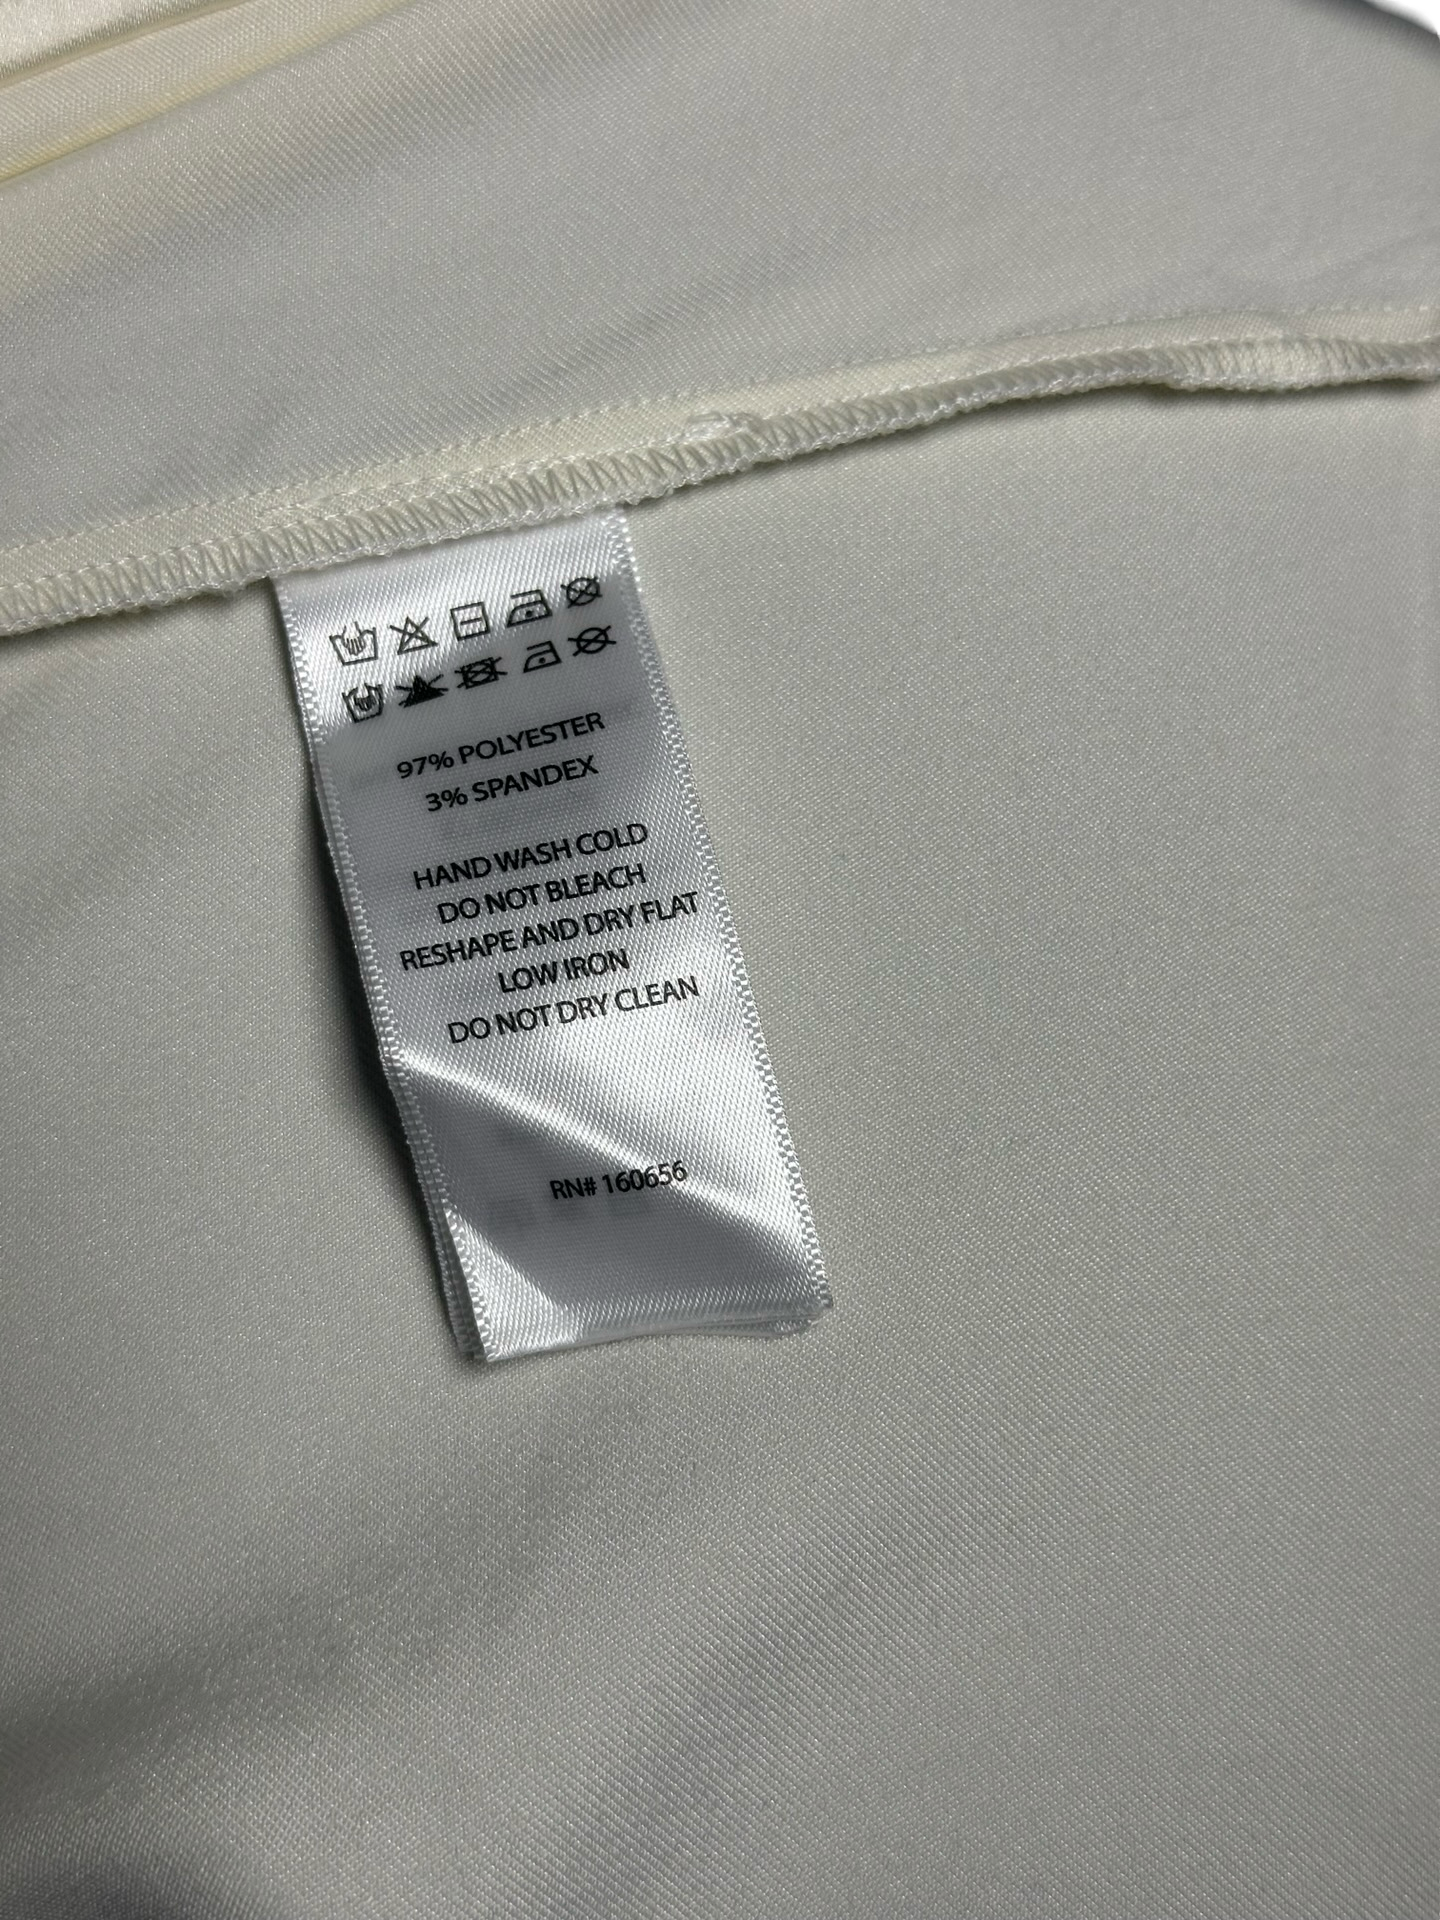 97% POLYESTER
3% SPANDEX
HAND WASH COLD
DO NOT BLEACH
RESHAPE AND DRY FLAT
LOW IRON
DO NOT DRY CLEAN
RN# 160656